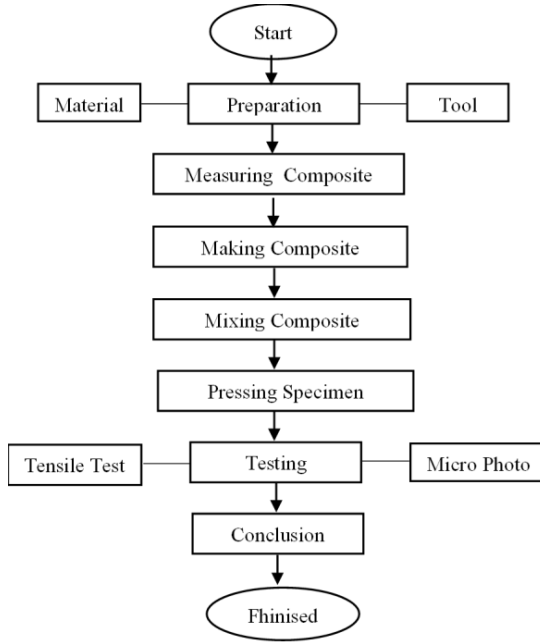 Start
Material
Preparation
Tool
Measuring Composite
Making Composite
Mixing Composite
Pressing Specimen
Tensile Test
Testing
Micro Photo
Conclusion
Fhinised